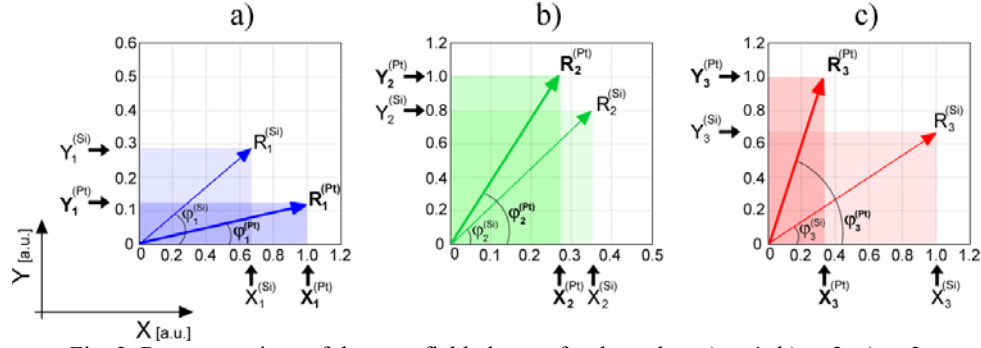 a) b) c)
0.6
0.5
0.4
0.3
0.2
0.1
0
0 0.2 0.4 0.6 0.8 1.0 1.2
Y₁⁽ˢⁱ⁾
Y₁⁽ᴾᵗ⁾
R₁⁽ˢⁱ⁾
R₁⁽ᴾᵗ⁾
φ₁⁽ˢⁱ⁾
φ₁⁽ᴾᵗ⁾
X₁⁽ˢⁱ⁾ X₁⁽ᴾᵗ⁾
Y [a.u.]
X [a.u.]
1.2
1.0
0.8
0.6
0.4
0.2
0
0 0.1 0.2 0.3 0.4 0.5
Y₂⁽ᴾᵗ⁾
Y₂⁽ˢⁱ⁾
R₂⁽ᴾᵗ⁾
R₂⁽ˢⁱ⁾
φ₂⁽ᴾᵗ⁾
φ₂⁽ˢⁱ⁾
X₂⁽ᴾᵗ⁾ X₂⁽ˢⁱ⁾
1.2
1.0
0.8
0.6
0.4
0.2
0
0 0.2 0.4 0.6 0.8 1.0 1.2
Y₃⁽ᴾᵗ⁾
Y₃⁽ˢⁱ⁾
R₃⁽ᴾᵗ⁾
R₃⁽ˢⁱ⁾
φ₃⁽ˢⁱ⁾
φ₃⁽ᴾᵗ⁾
X₃⁽ᴾᵗ⁾ X₃⁽ˢⁱ⁾